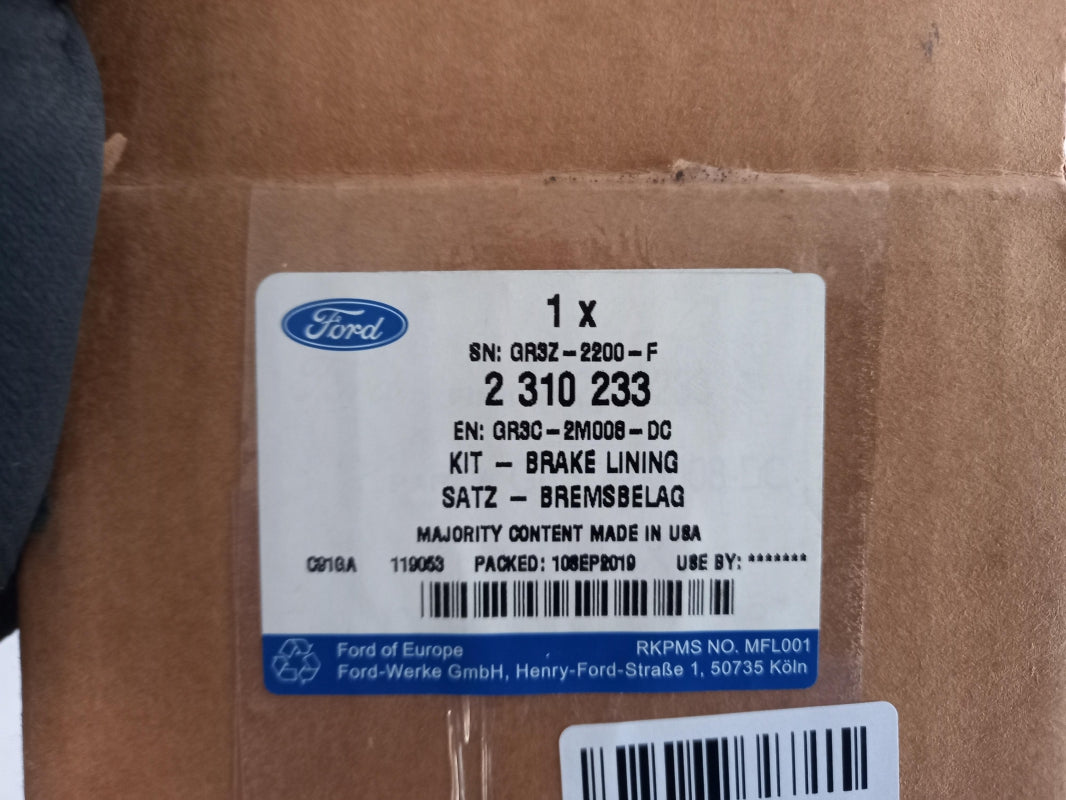 Ford
1 x
SN: GR3Z-2200-F
2 310 233
EN: GR3C-2M008-DC
KIT - BRAKE LINING
SATZ - BREMSBELAG
MAJORITY CONTENT MADE IN USA
C91GA 119053 PACKED: 10SEP2019 USE BY: *******
Ford of Europe RKPMS NO. MFL001
Ford-Werke GmbH, Henry-Ford-Straße 1, 50735 Köln